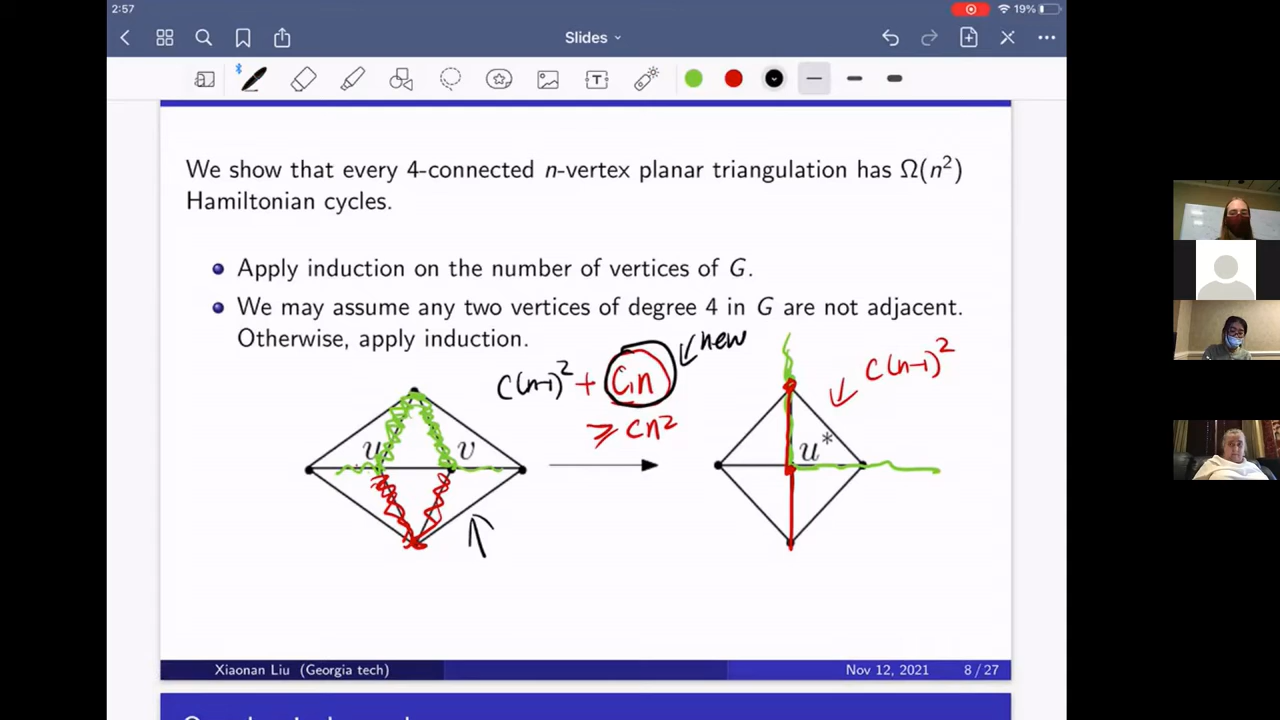 2:57
19%
Slides
We show that every 4-connected n-vertex planar triangulation has Ω(n²)
Hamiltonian cycles.
Apply induction on the number of vertices of G.
We may assume any two vertices of degree 4 in G are not adjacent.
Otherwise, apply induction.
new
C(n-1)² + C₁n
≥ Cn²
C(n-1)²
u v
u*
Xiaonan Liu (Georgia tech) Nov 12, 2021 8 / 27